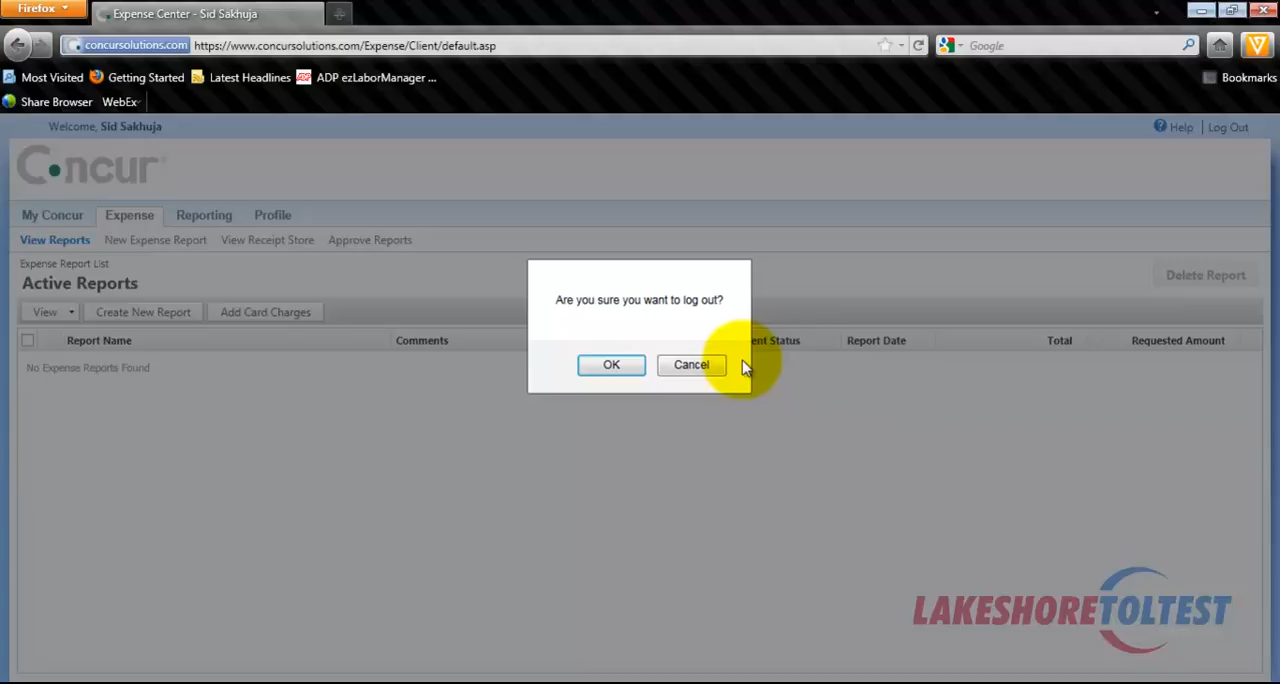 Firefox
Expense Center - Sid Sakhuja
concursolutions.com https://www.concursolutions.com/Expense/Client/default.asp
Google
Most Visited Getting Started Latest Headlines ADP ezLaborManager ...
Bookmarks
Share Browser WebEx
Welcome, Sid Sakhuja
Help | Log Out
Concur
My Concur Expense Reporting Profile
View Reports New Expense Report View Receipt Store Approve Reports
Expense Report List
Active Reports
Delete Report
View Create New Report Add Card Charges
Are you sure you want to log out?
OK Cancel
Report Name Comments Status Report Date Total Requested Amount
No Expense Reports Found
LAKESHORETOLTEST